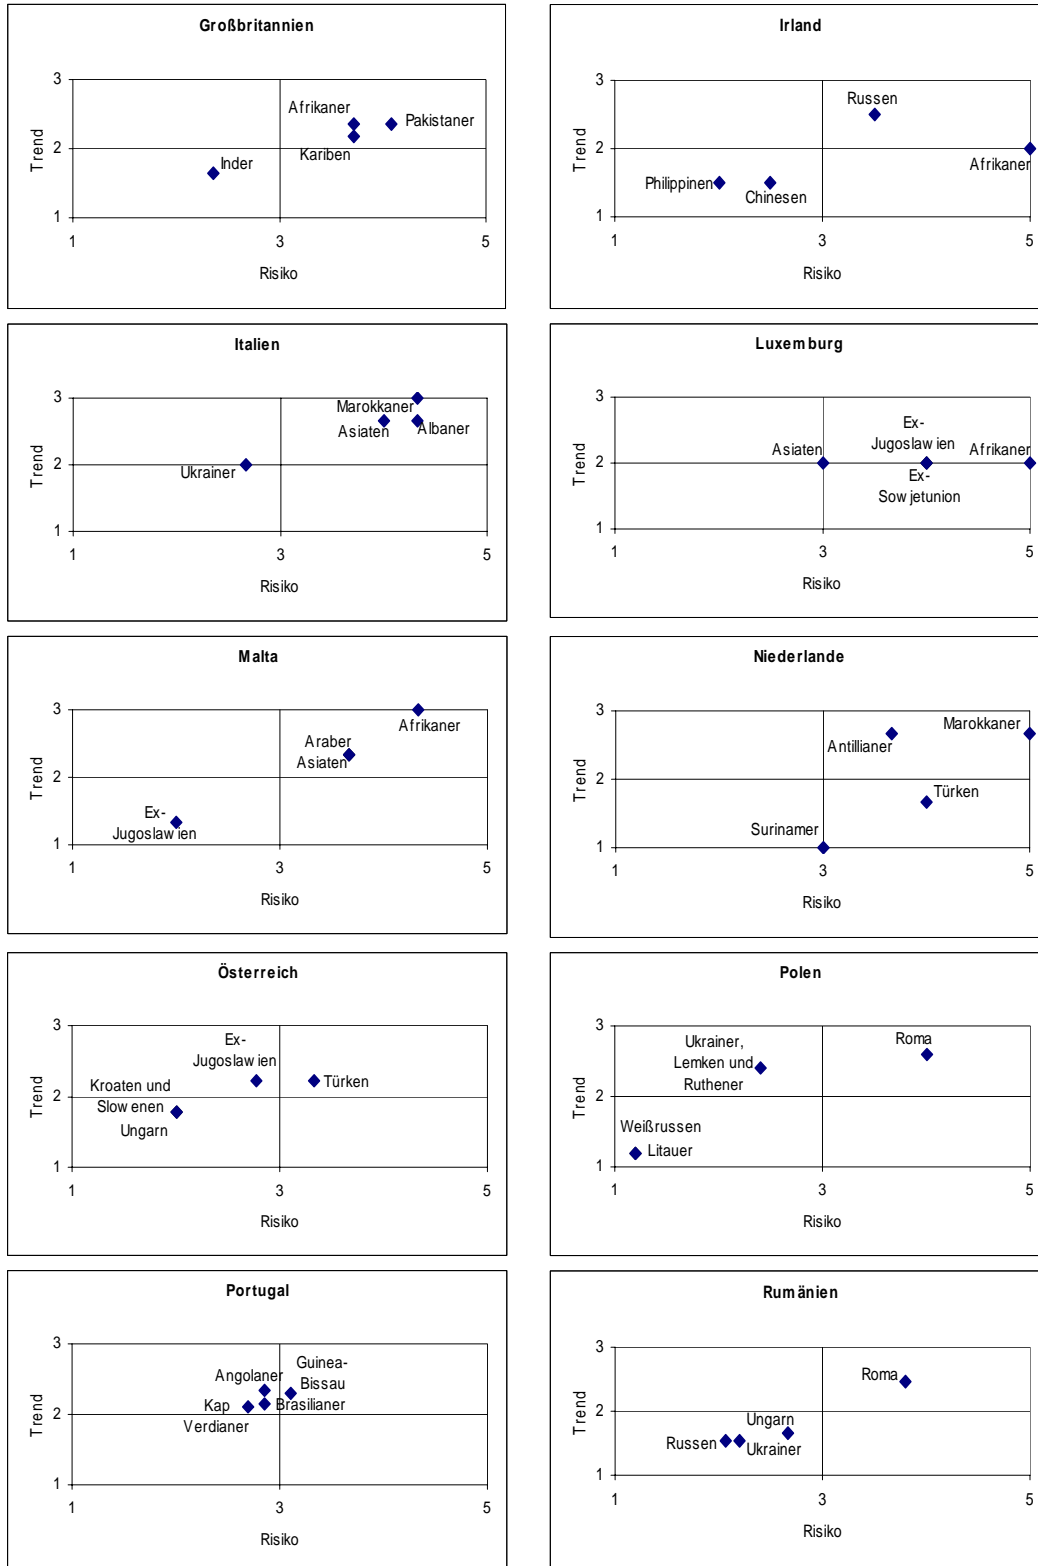 Großbritannien
3
Afrikaner
Pakistaner
Trend
2
Kariben
Inder
1
1
3
5
Risiko
Irland
3
Russen
Trend
2
Afrikaner
Philippinen
Chinesen
1
1
3
5
Risiko
Italien
3
Marokkaner
Asiaten
Albaner
Trend
2
Ukrainer
1
1
3
5
Risiko
Luxemburg
3
Ex-
Jugoslawien
Asiaten
Afrikaner
Trend
2
Ex-
Sowjetunion
1
1
3
5
Risiko
Malta
3
Afrikaner
Araber
Asiaten
Trend
2
Ex-
Jugoslawien
1
1
3
5
Risiko
Niederlande
3
Marokkaner
Antillianer
Trend
2
Türken
Surinamer
1
1
3
5
Risiko
Österreich
3
Ex-
Jugoslawien
Türken
Trend
2
Kroaten und
Slowenen
Ungarn
1
1
3
5
Risiko
Polen
3
Roma
Ukrainer,
Lemken und
Ruthener
Trend
2
Weißrussen
Litauer
1
1
3
5
Risiko
Portugal
3
Guinea-
Bissau
Angolaner
Brasilianer
Kap
Verdianer
Trend
2
1
1
3
5
Risiko
Rumänien
3
Roma
Trend
2
Ungarn
Russen
Ukrainer
1
1
3
5
Risiko